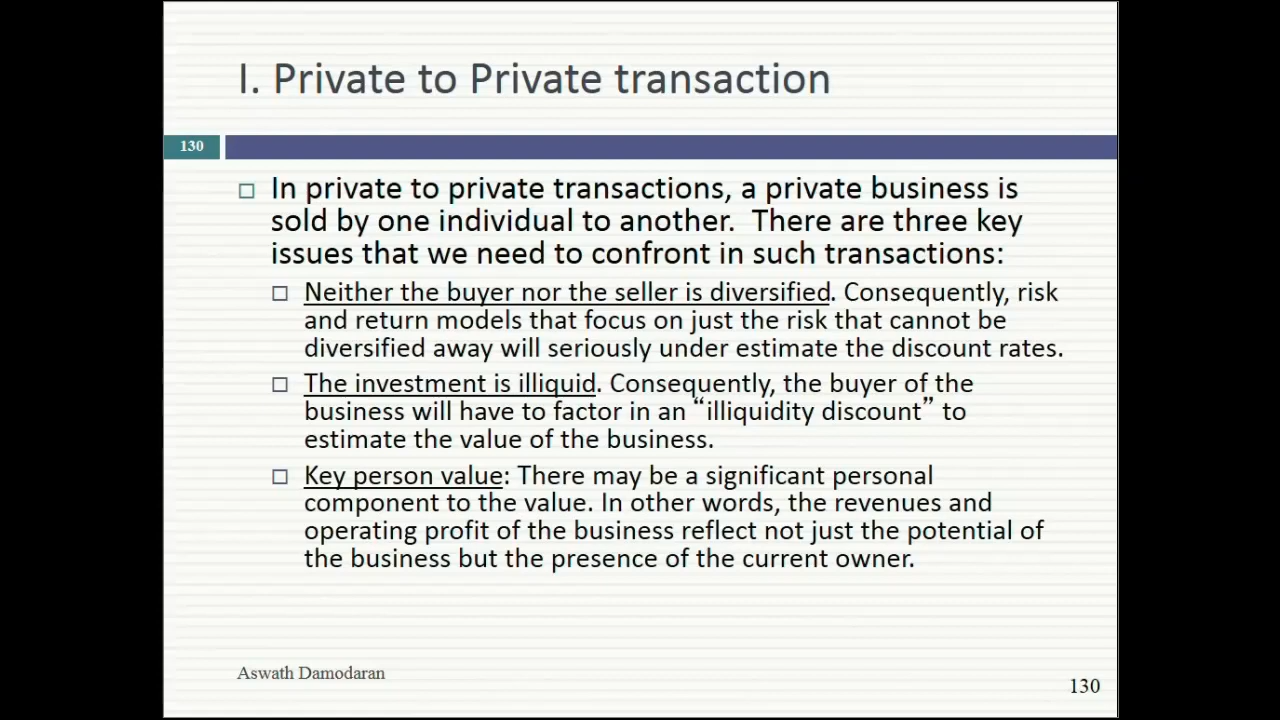 I. Private to Private transaction
130
In private to private transactions, a private business is
sold by one individual to another.  There are three key
issues that we need to confront in such transactions:
Neither the buyer nor the seller is diversified. Consequently, risk
and return models that focus on just the risk that cannot be
diversified away will seriously under estimate the discount rates.
The investment is illiquid. Consequently, the buyer of the
business will have to factor in an “illiquidity discount” to
estimate the value of the business.
Key person value: There may be a significant personal
component to the value. In other words, the revenues and
operating profit of the business reflect not just the potential of
the business but the presence of the current owner.
Aswath Damodaran
130